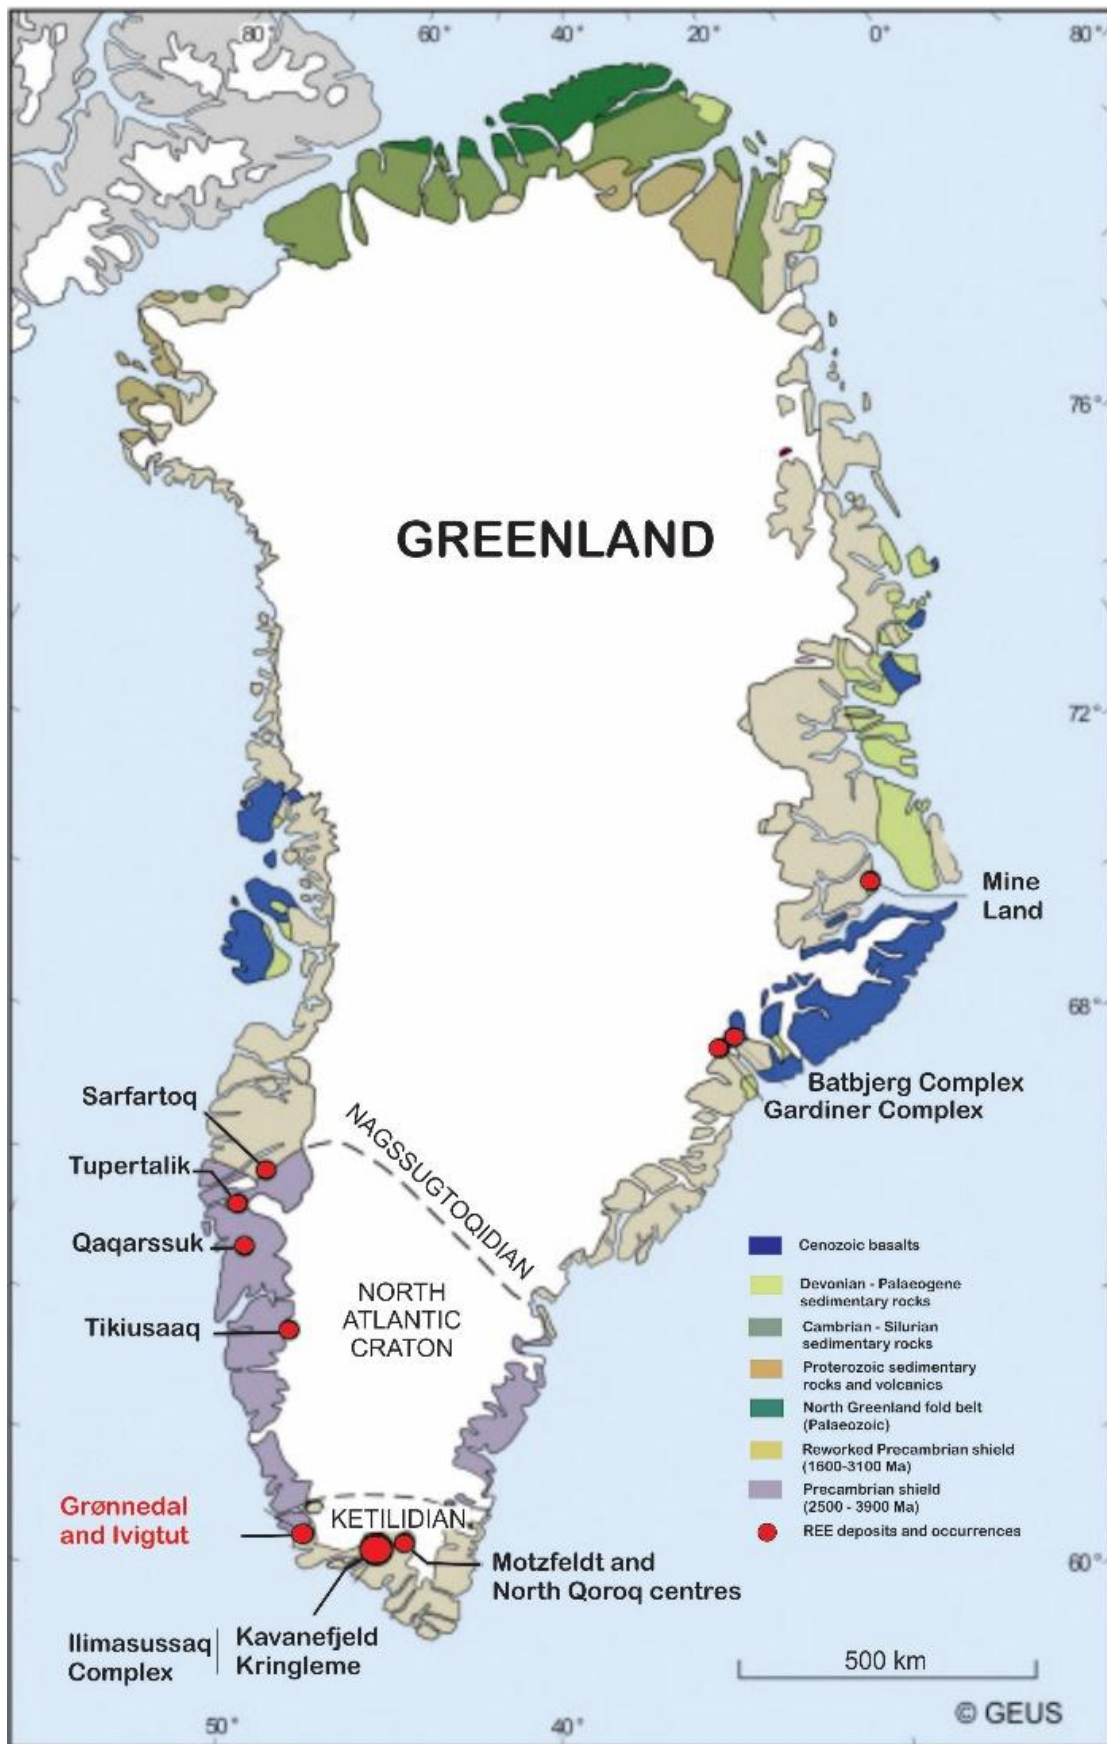 80°
60°
40°
20°
0°
80°
76°
GREENLAND
72°
Mine
Land
68°
Batbjerg Complex
Gardiner Complex
Sarfartoq
Tupertalik
Qaqarssuk
Tikiusaaq
NAGSSUGTOQIDIAN
NORTH
ATLANTIC
CRATON
Cenozoic basalts
Devonian - Palaeogene
sedimentary rocks
Cambrian - Silurian
sedimentary rocks
Proterozoic sedimentary
rocks and volcanics
North Greenland fold belt
(Palaeozoic)
Reworked Precambrian shield
(1600-3100 Ma)
Precambrian shield
(2500 - 3900 Ma)
REE deposits and occurrences
Grønnedal
and Ivigtut
KETILIDIAN
Motzfeldt and
North Qoroq centres
60°
Ilimasussaq
Complex
Kavanefjeld
Kringleme
500 km
© GEUS
50°
40°